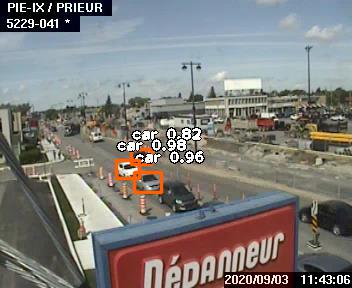 PIE-IX / PRIEUR
5229-041 *
car 0.82
car 0.98
car 0.96
Dépanneur
2020/09/03 11:43:06